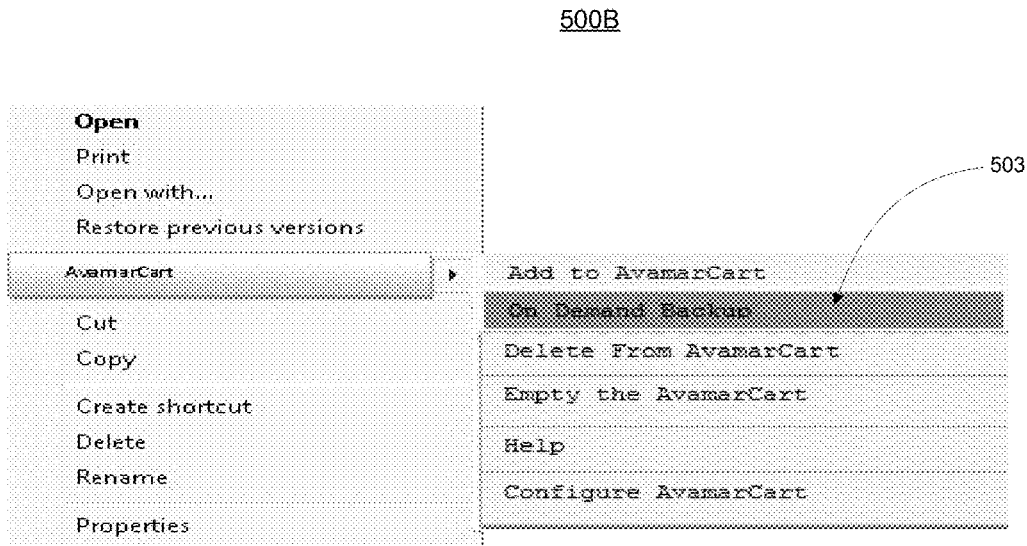 500B
Open
Print
Open with...
Restore previous versions
AvamarCart
Cut
Copy
Create shortcut
Delete
Rename
Properties
503
Add to AvamarCart
On Demand Backup
Delete From AvamarCart
Empty the AvamarCart
Help
Configure AvamarCart